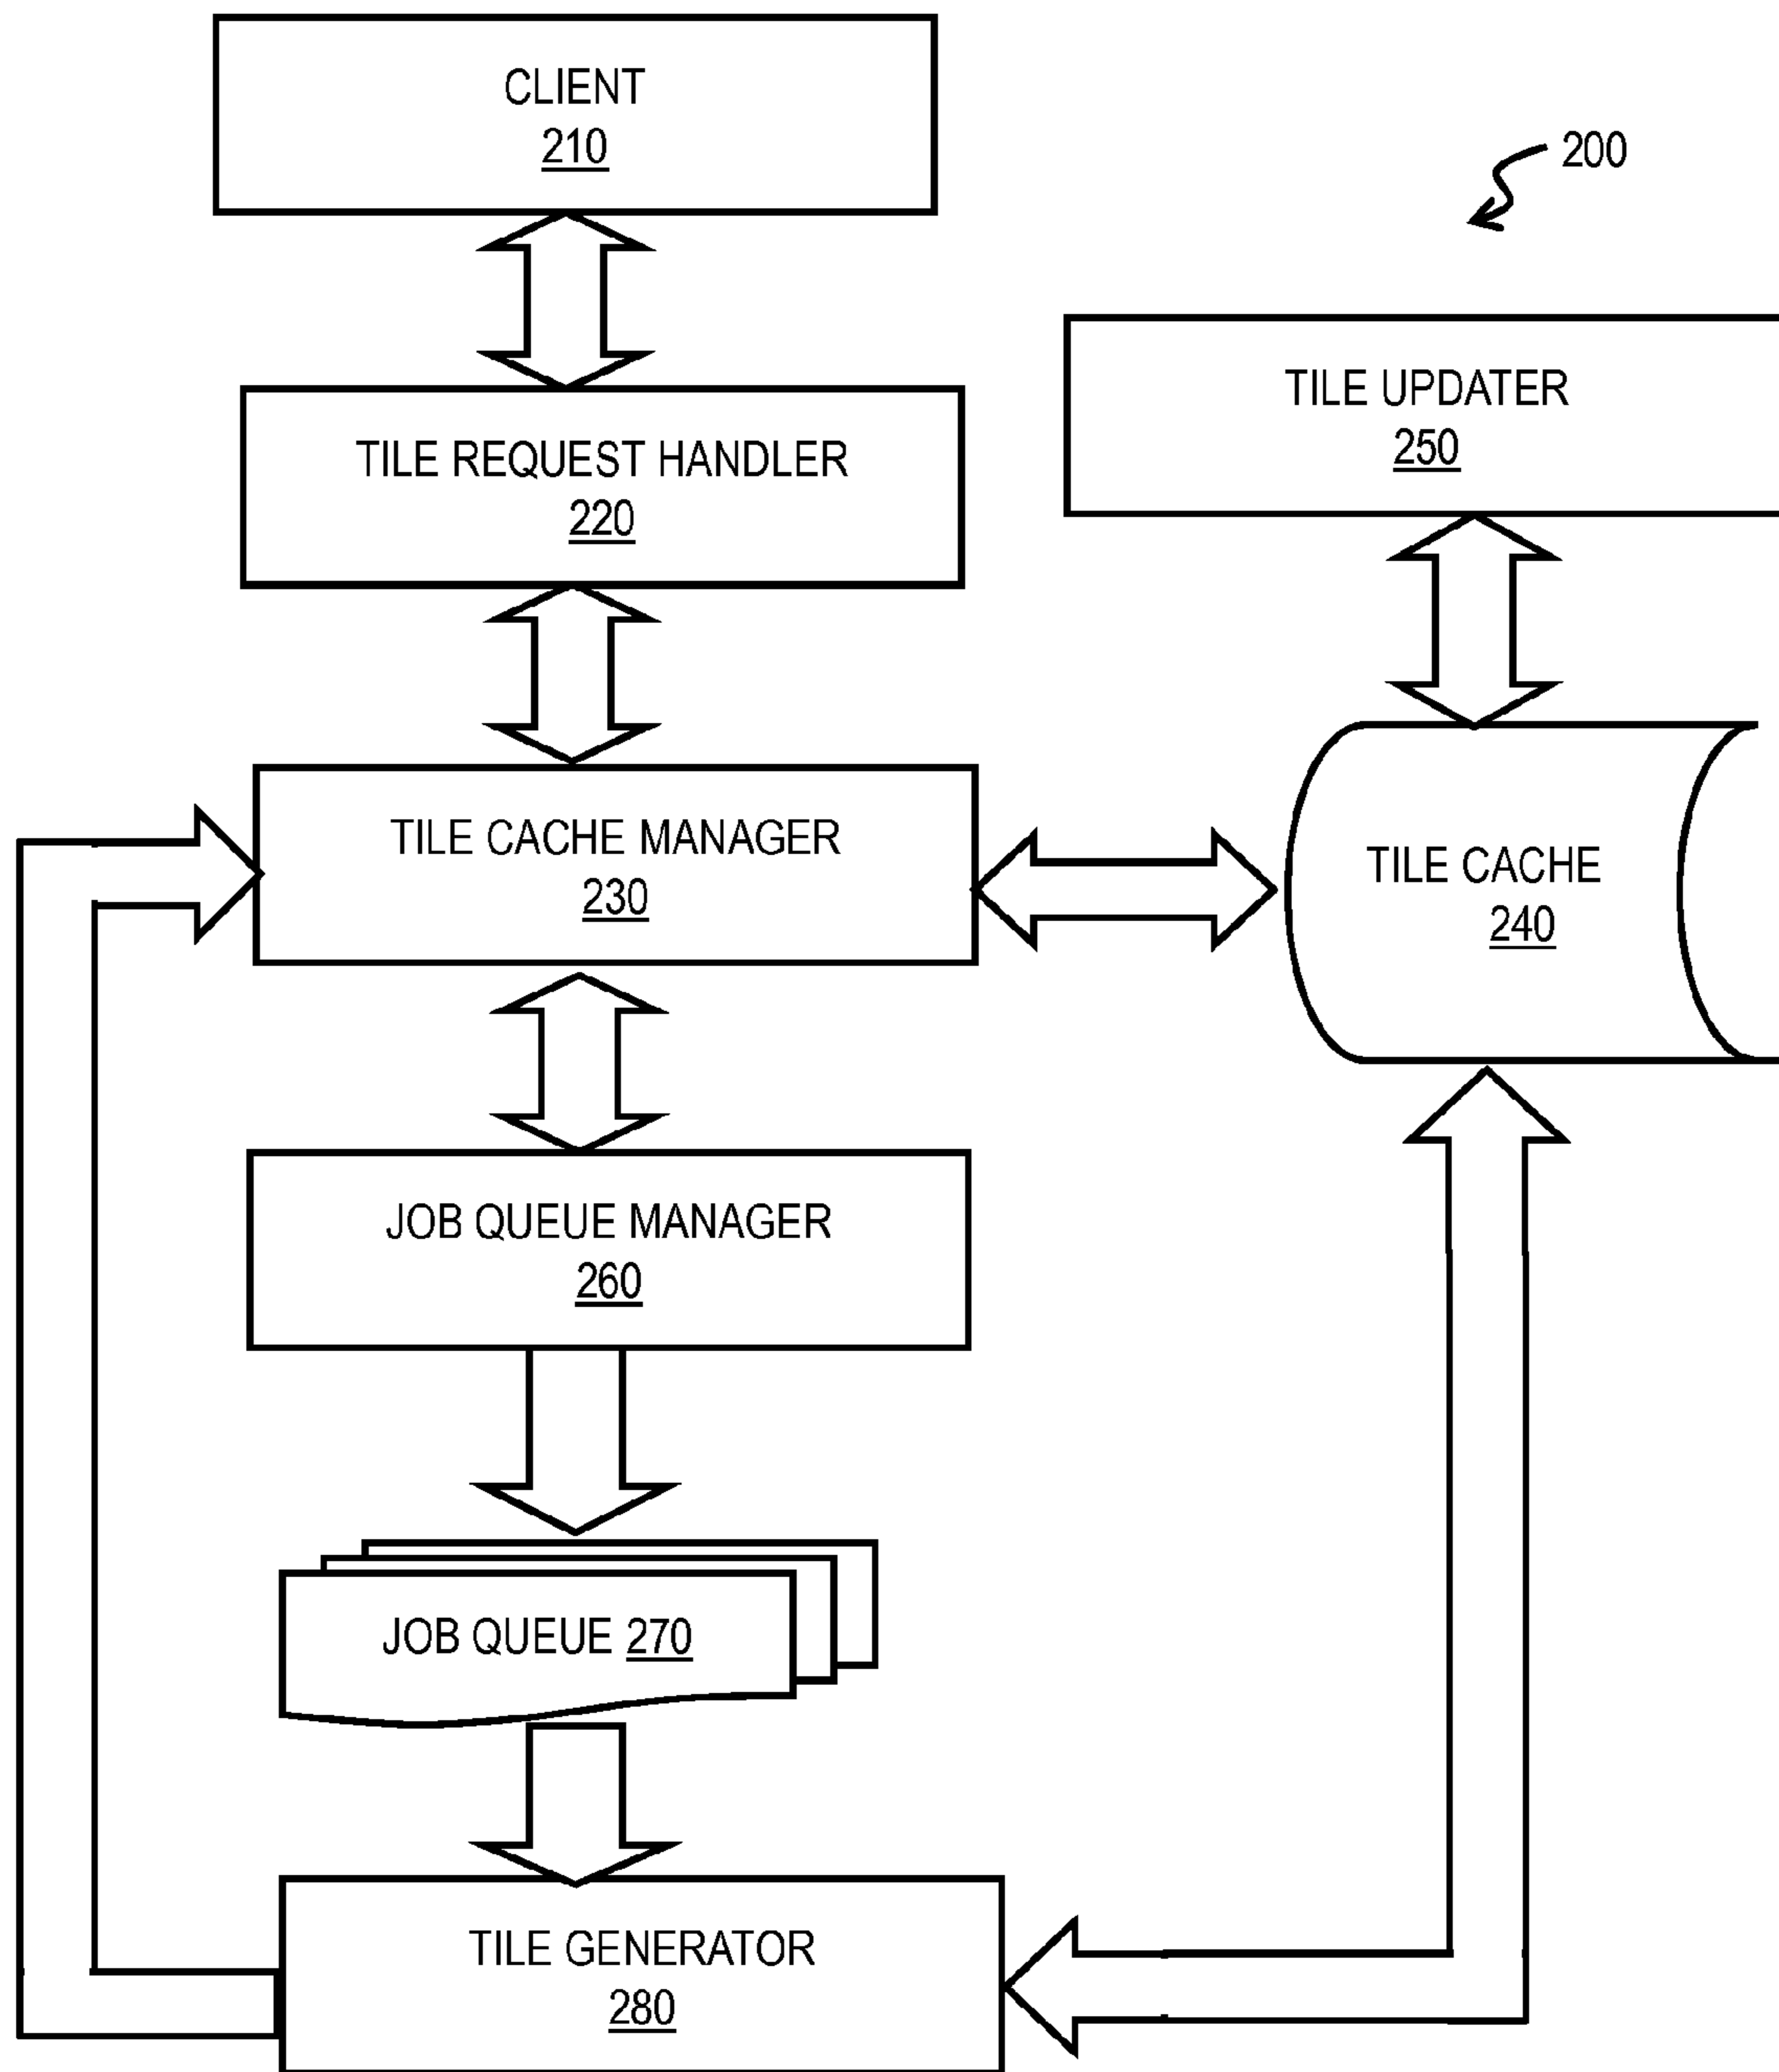 CLIENT
210
200
TILE UPDATER
250
TILE REQUEST HANDLER
220
TILE CACHE MANAGER
230
TILE CACHE
240
JOB QUEUE MANAGER
260
JOB QUEUE 270
TILE GENERATOR
280